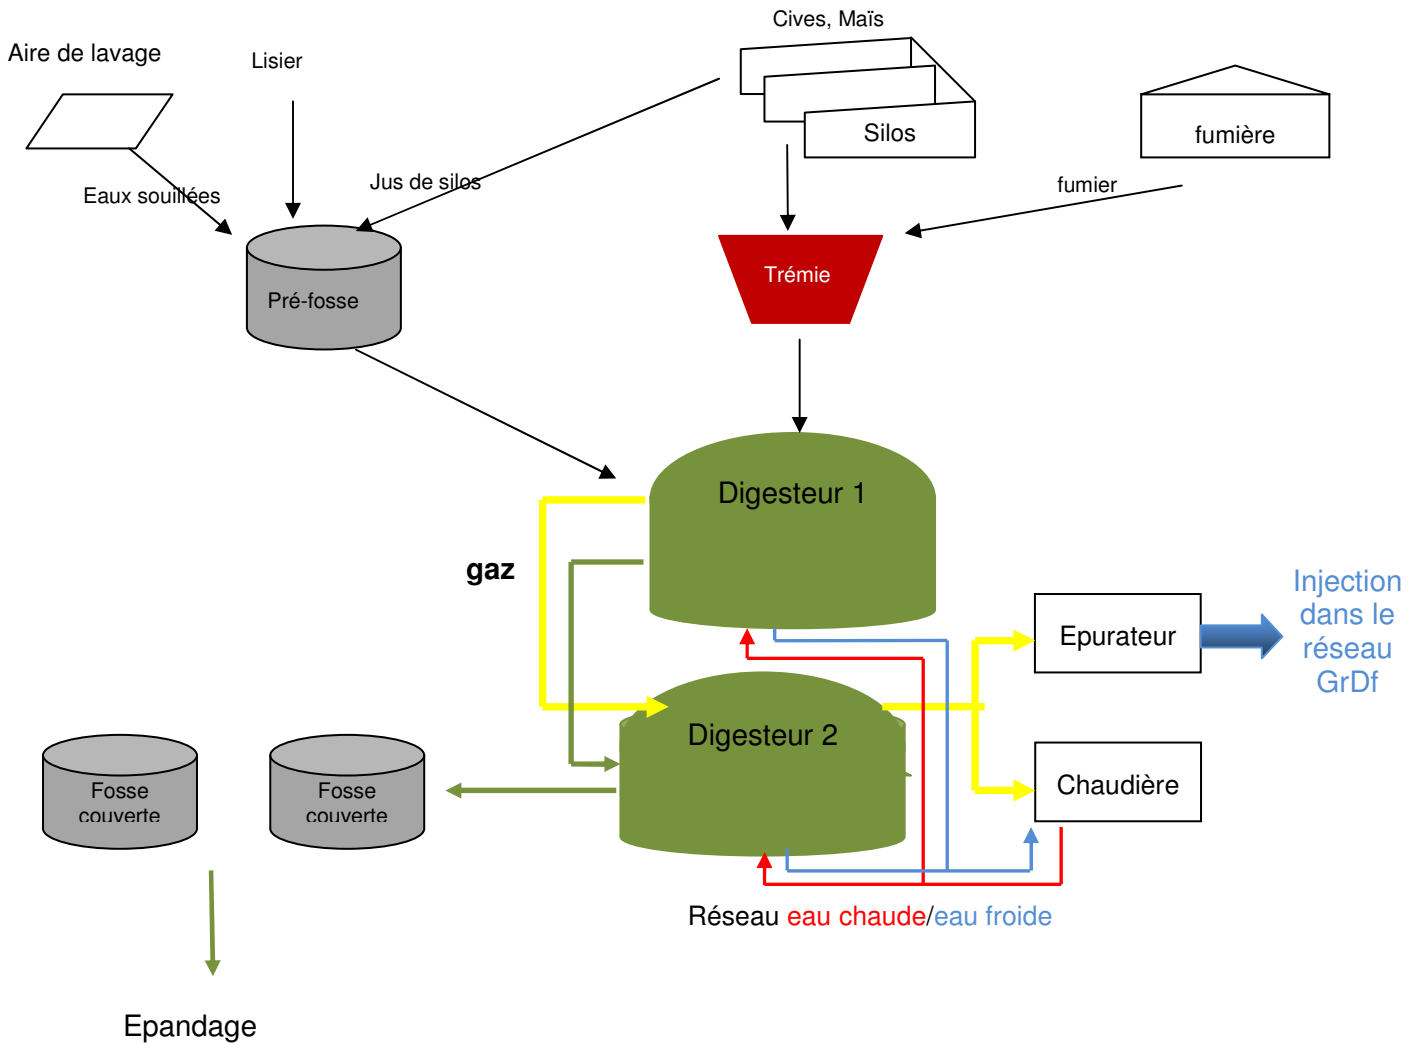 Cives, Maïs
Aire de lavage
Lisier
Silos
fumière
Jus de silos
Eaux souillées
fumier
Trémie
Pré-fosse
Digesteur 1
gaz
Injection
dans le
réseau
GrDf
Epurateur
Digesteur 2
Chaudière
Fosse
couverte
Fosse
couverte
Réseau eau chaude/eau froide
Epandage